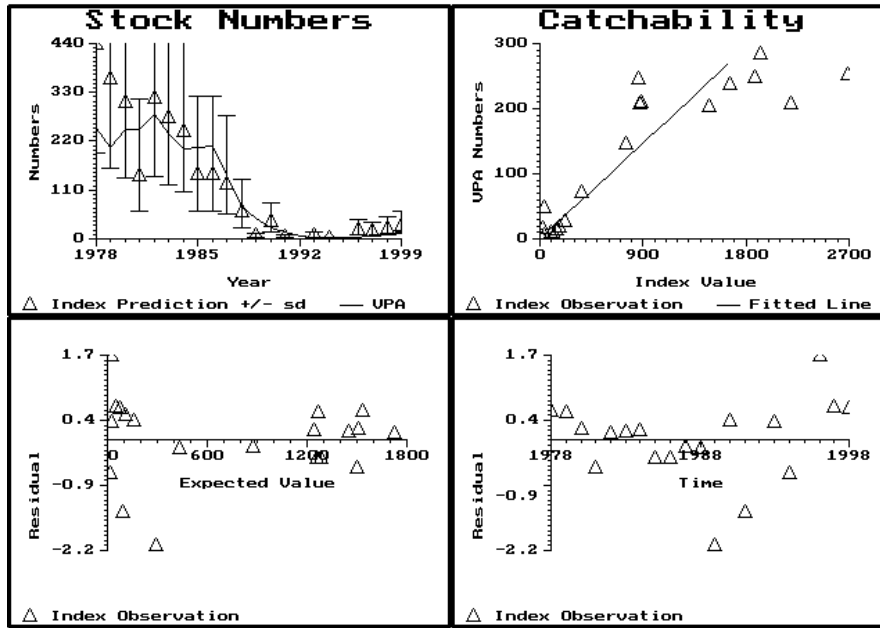 Stock Numbers
440
330
220
110
0
Numbers
1978 1985 1992 1999
Year
△ Index Prediction +/- sd — VPA
Catchability
300
200
100
0
VPA Numbers
0 900 1800 2700
Index Value
△ Index Observation — Fitted Line
1.7
0.4
-0.9
-2.2
Residual
0 600 1200 1800
Expected Value
△ Index Observation
1.7
0.4
-0.9
-2.2
Residual
1978 1988 1998
Time
△ Index Observation